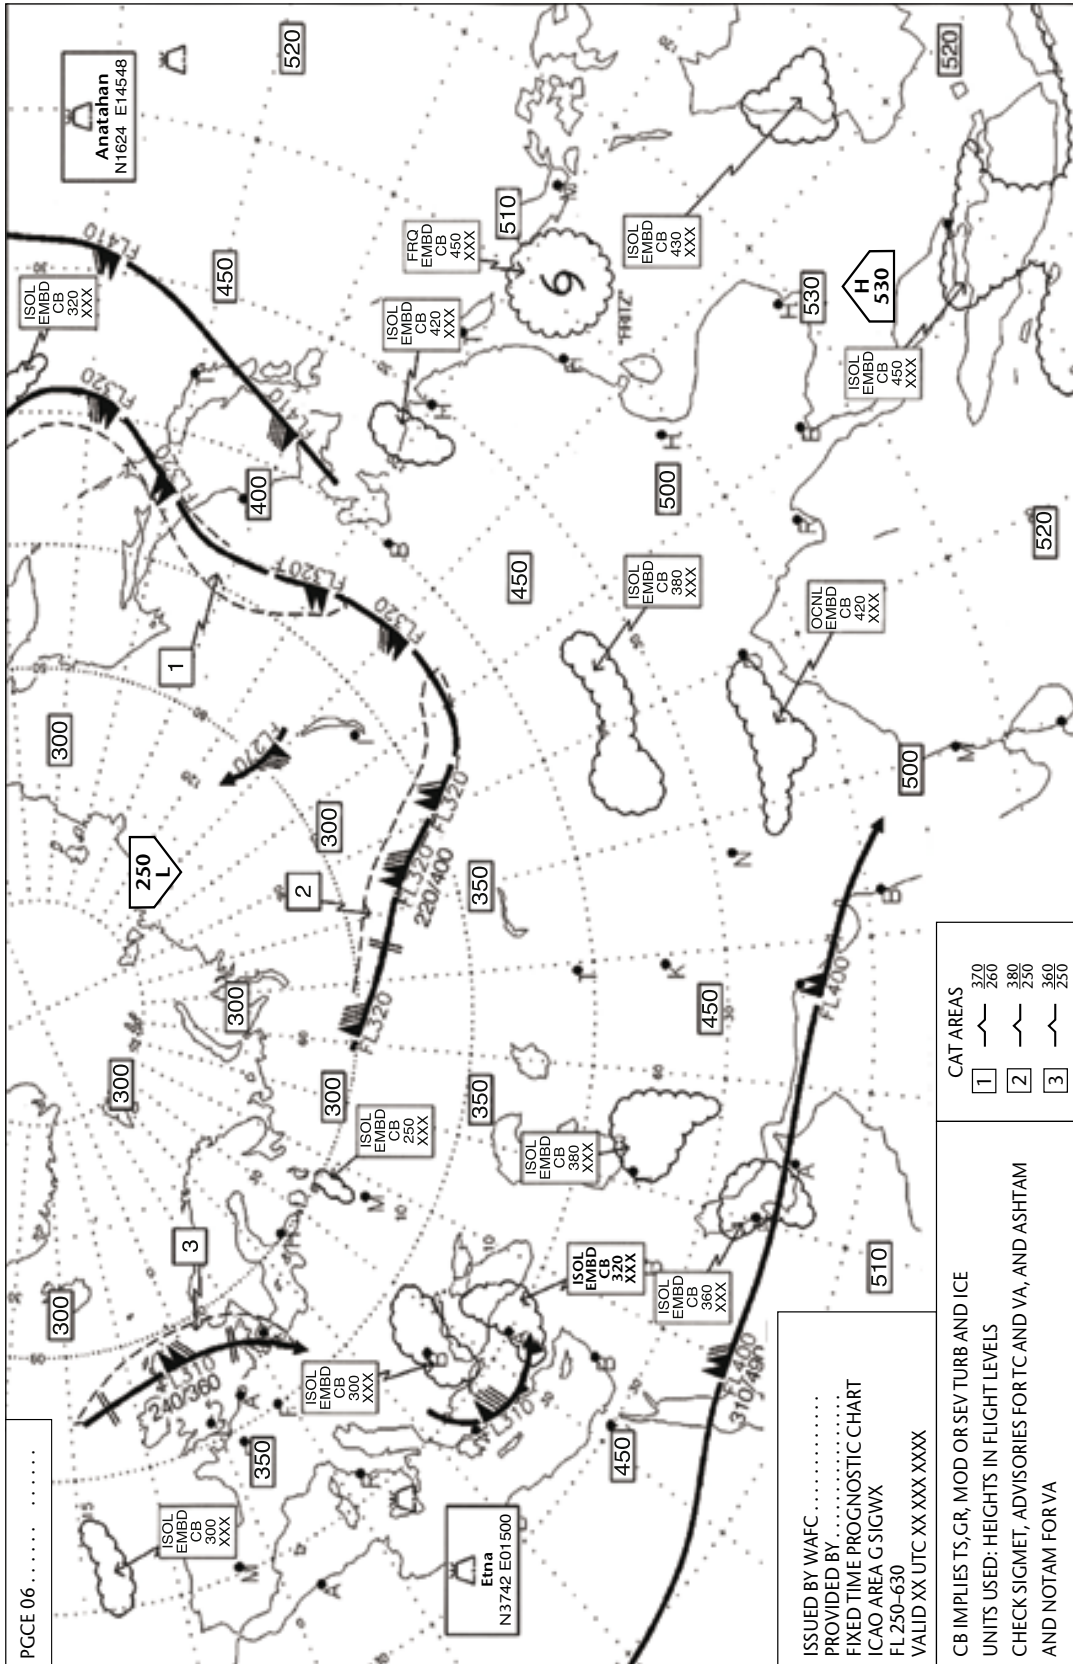 PGCE 06 . . . . . .  . . . . . .
Anatahan
N1624 E14548
520
ISOL
EMBD
CB
320
XXX
FL410
FL320
450
FRQ
EMBD
CB
450
XXX
510
ISOL
EMBD
CB
430
XXX
520
ISOL
EMBD
CB
420
XXX
"FRITZ"
530
H
530
ISOL
EMBD
CB
450
XXX
400
FL320
FL320
1
300
FL270
500
450
ISOL
EMBD
CB
380
XXX
520
OCNL
EMBD
CB
420
XXX
500
250
L
300
2
FL320
FL320
220/400
350
FL320
300
300
300
350
450
FL400
ISOL
EMBD
CB
250
XXX
ISOL
EMBD
CB
380
XXX
3
300
FL310
240/360
ISOL
EMBD
CB
300
XXX
ISOL
EMBD
CB
320
XXX
ISOL
EMBD
CB
360
XXX
510
FL310
FL400
310/490
350
450
ISOL
EMBD
CB
300
XXX
Etna
N3742 E01500
ISSUED BY WAFC . . . . . . . . . . . . . .
PROVIDED BY . . . . . . . . . . . . . . . .
FIXED TIME PROGNOSTIC CHART
ICAO AREA G SIGWX
FL 250–630
VALID XX UTC XX XXX XXXX
CB IMPLIES TS, GR, MOD OR SEV TURB AND ICE
UNITS USED: HEIGHTS IN FLIGHT LEVELS
CHECK SIGMET, ADVISORIES FOR TC AND VA, AND ASHTAM
AND NOTAM FOR VA
CAT AREAS
1 370
260
2 380
250
3 360
250